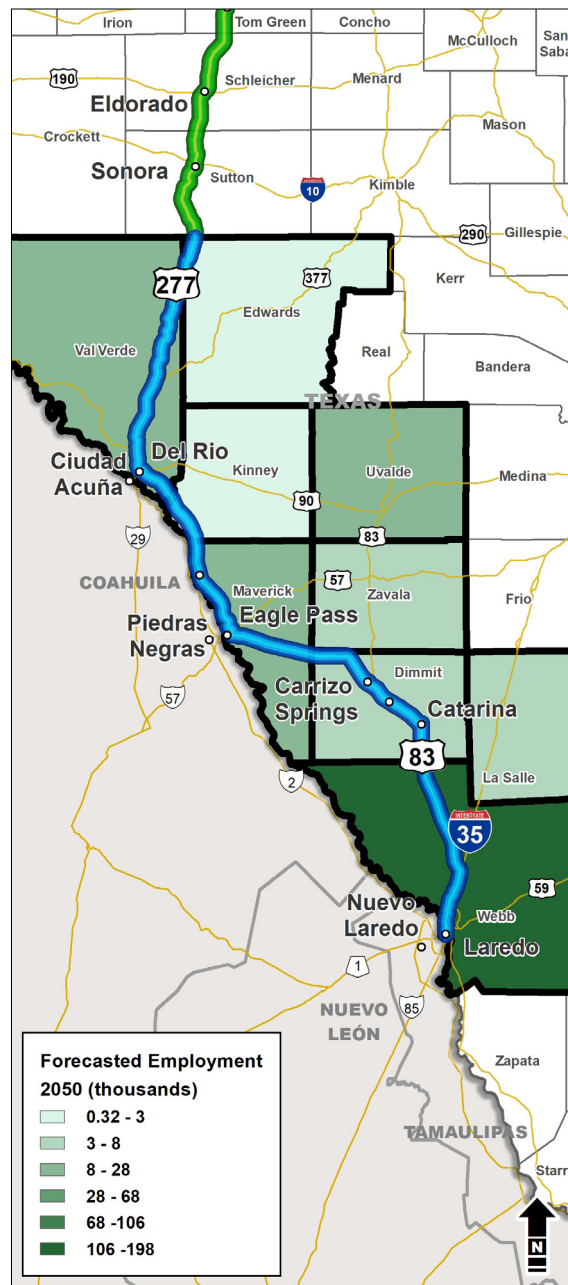 Irion
Tom Green
Concho
McCulloch
San
Saba
190
Schleicher
Menard
Eldorado
Mason
Crockett
Sonora
Sutton
INTERSTATE
10
Kimble
290
Gillespie
277
377
Kerr
Edwards
Val Verde
Real
Bandera
TEXAS
Del Rio
Ciudad
Acuña
Kinney
Uvalde
Medina
90
83
29
COAHUILA
57
Maverick
Zavala
Frio
Eagle Pass
Piedras
Negras
Dimmit
Carrizo
Springs
57
Catarina
83
2
La Salle
INTERSTATE
35
59
Nuevo
Laredo
Webb
Laredo
1
85
NUEVO
LEÓN
Zapata
TAMAULIPAS
Starr
Forecasted Employment
2050 (thousands)
0.32 - 3
3 - 8
8 - 28
28 - 68
68 -106
106 -198
N